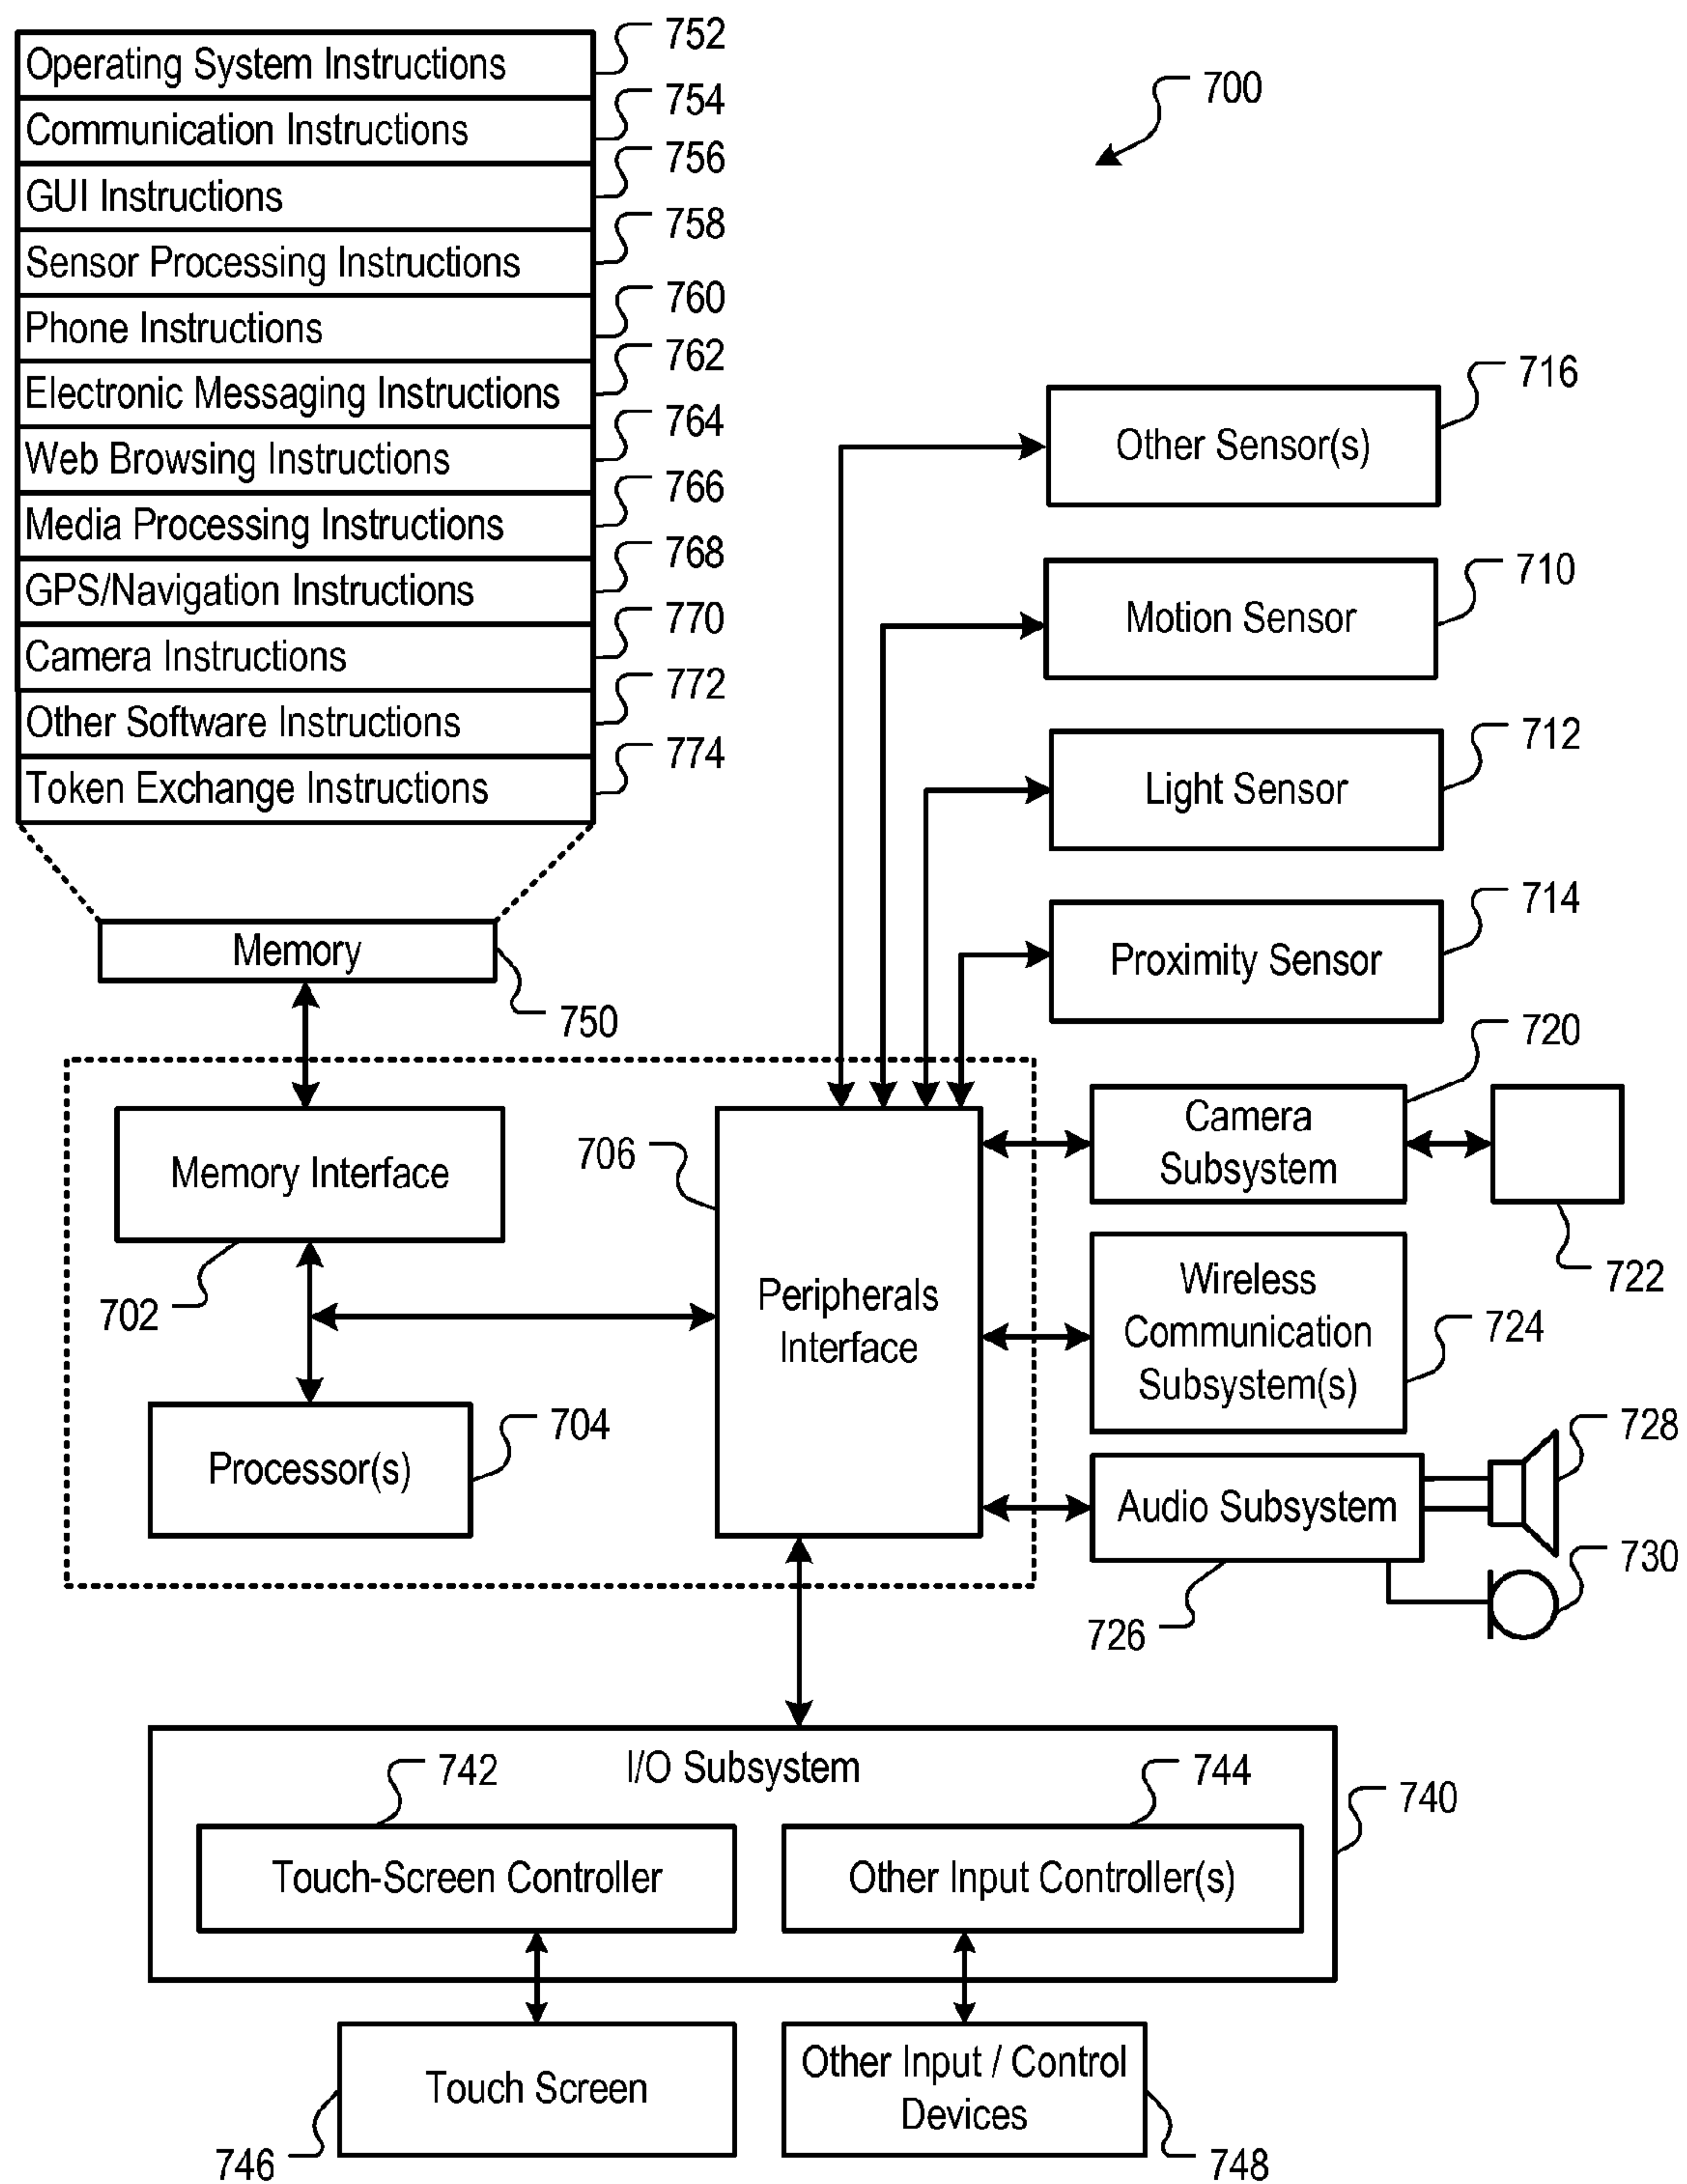 Operating System Instructions
752
Communication Instructions
754
GUI Instructions
756
Sensor Processing Instructions
758
Phone Instructions
760
Electronic Messaging Instructions
762
Web Browsing Instructions
764
Media Processing Instructions
766
GPS/Navigation Instructions
768
Camera Instructions
770
Other Software Instructions
772
Token Exchange Instructions
774
Memory
750
700
Other Sensor(s)
716
Motion Sensor
710
Light Sensor
712
Proximity Sensor
714
Memory Interface
702
Processor(s)
704
706
Peripherals
Interface
Camera
Subsystem
720
722
Wireless
Communication
Subsystem(s)
724
Audio Subsystem
726
728
730
I/O Subsystem
740
742
Touch-Screen Controller
744
Other Input Controller(s)
Touch Screen
746
Other Input / Control
Devices
748